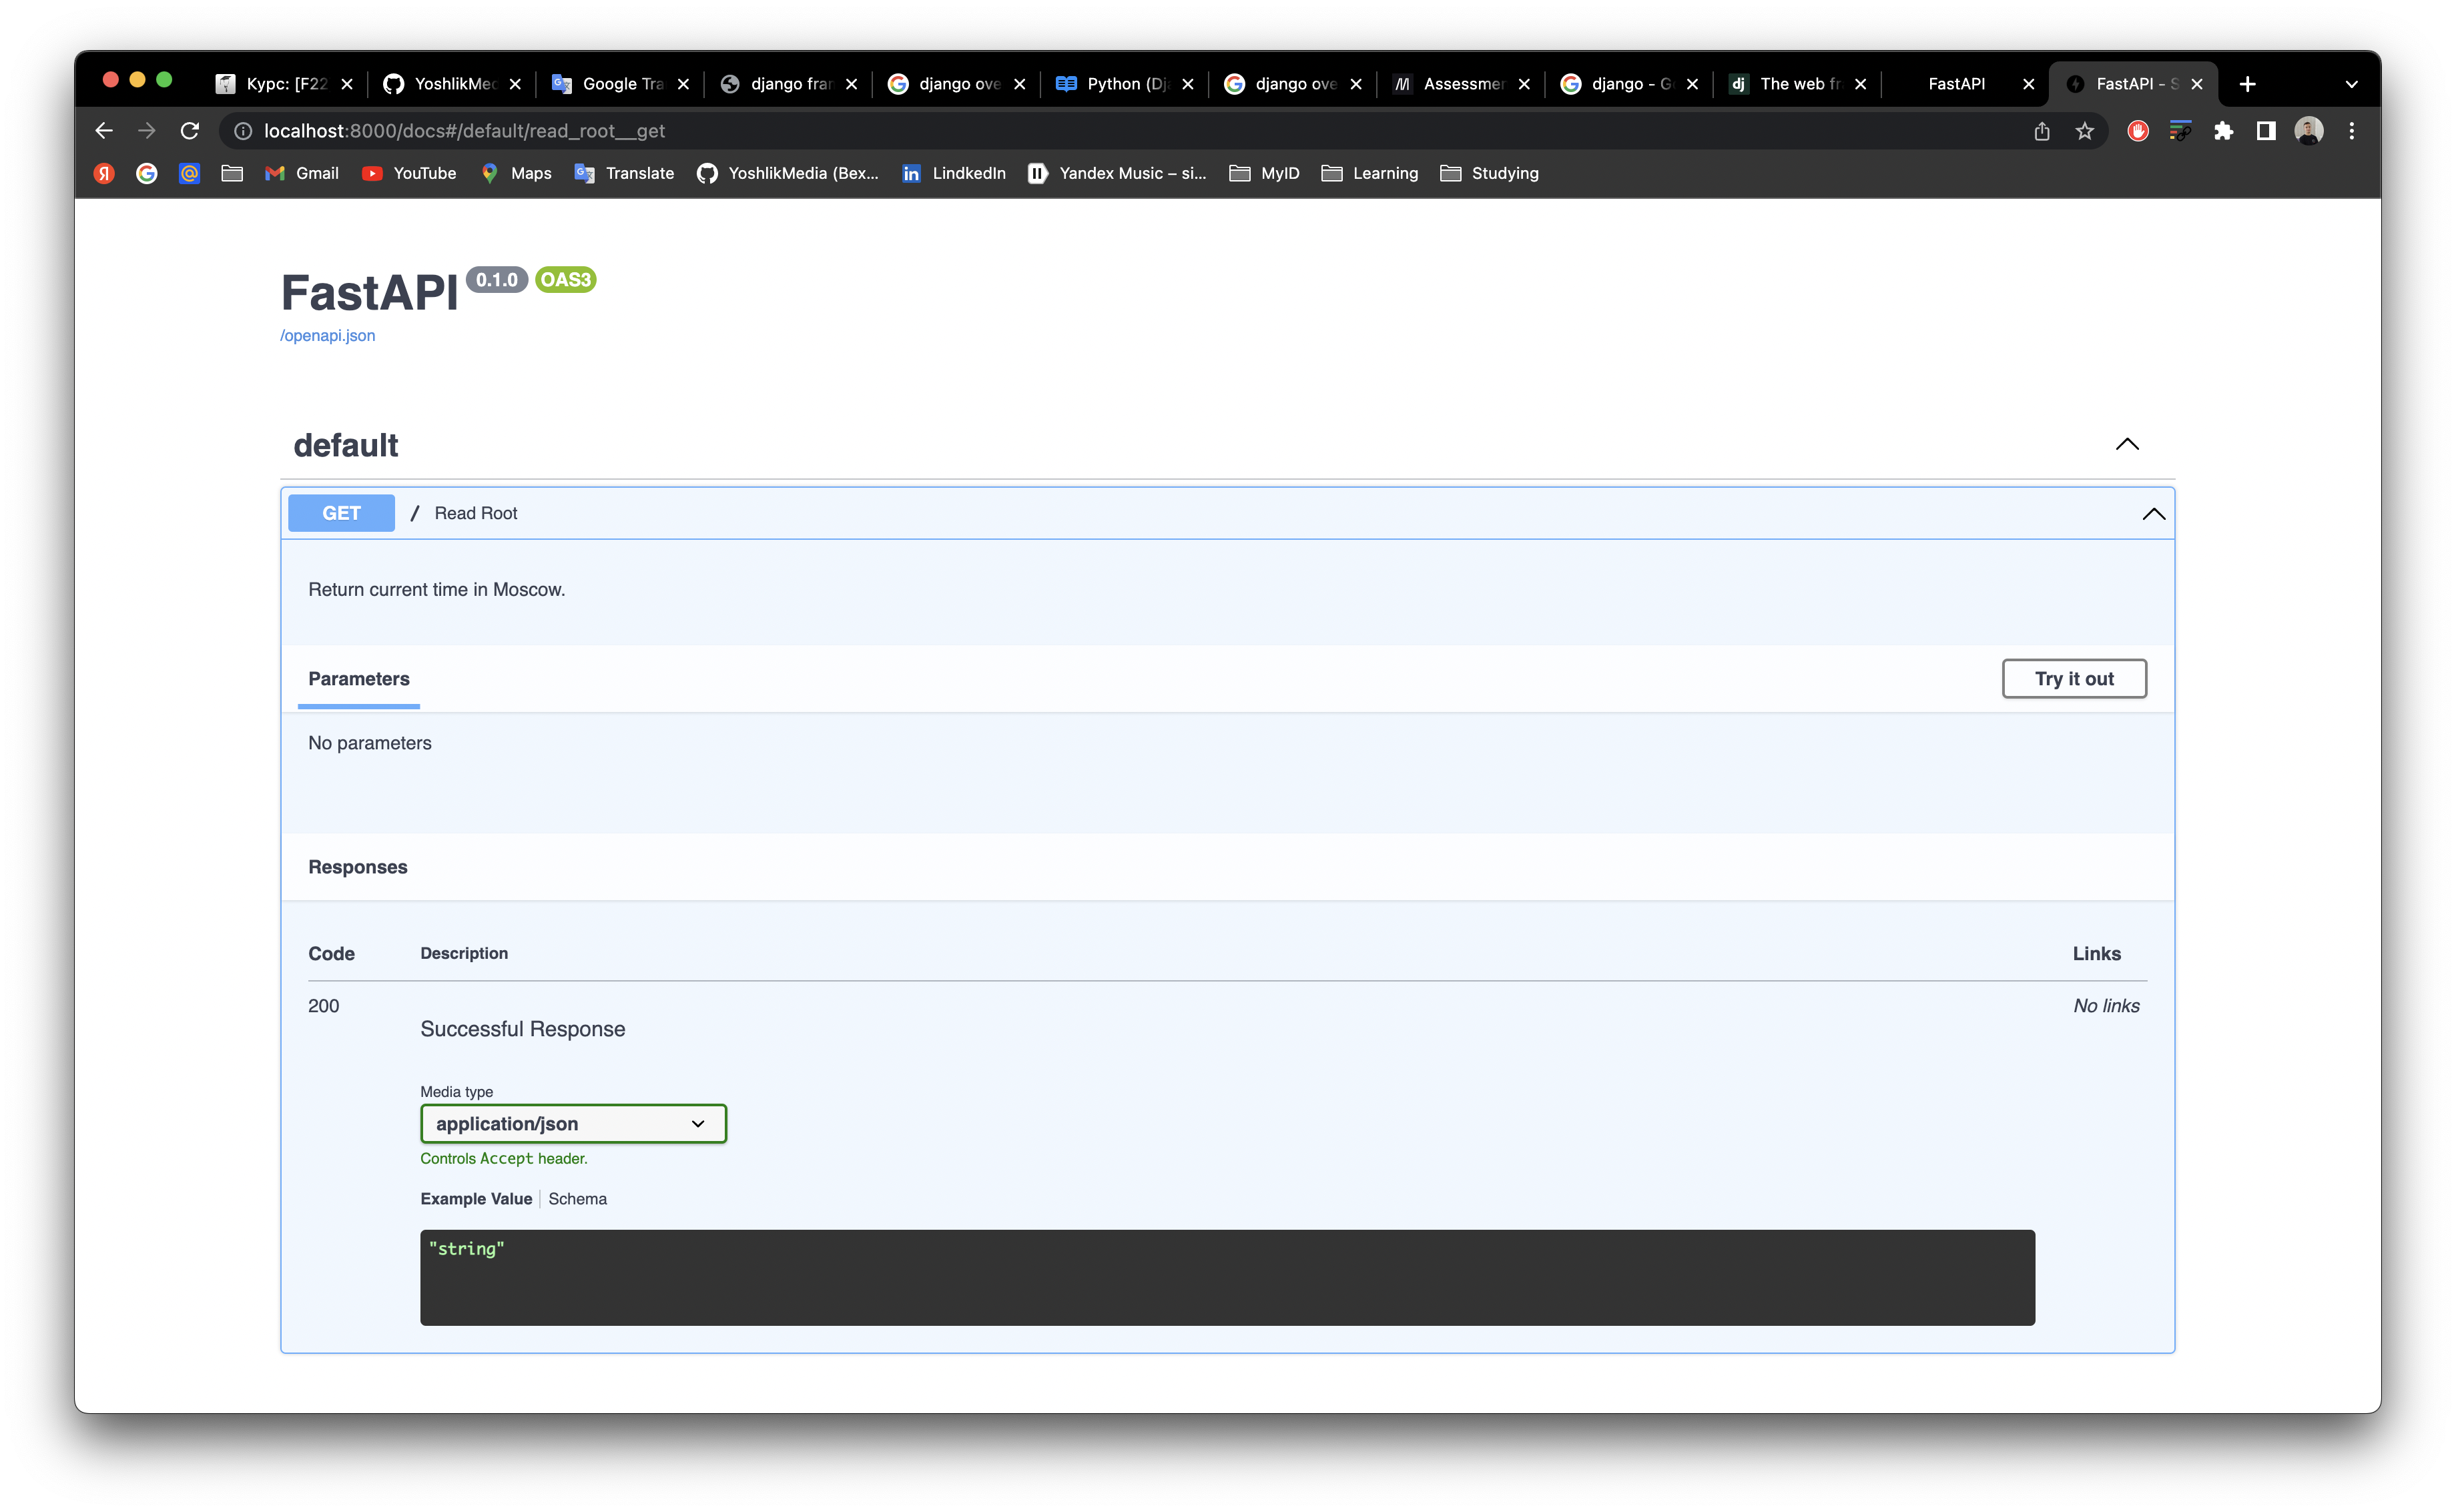 Курс: [F22
YoshlikMec
Google Tra
django fran
django ove
Python (Dj
django ove
Assessmer
django - Go
The web fr
FastAPI
FastAPI - S
localhost:8000/docs#/default/read_root__get
Gmail
YouTube
Maps
Translate
YoshlikMedia (Bex...
LindkedIn
Yandex Music – si...
MyID
Learning
Studying
FastAPI 0.1.0 OAS3
/openapi.json
default
GET / Read Root
Return current time in Moscow.
Parameters
Try it out
No parameters
Responses
Code Description Links
200 No links
Successful Response
Media type
application/json
Controls Accept header.
Example Value Schema
"string"